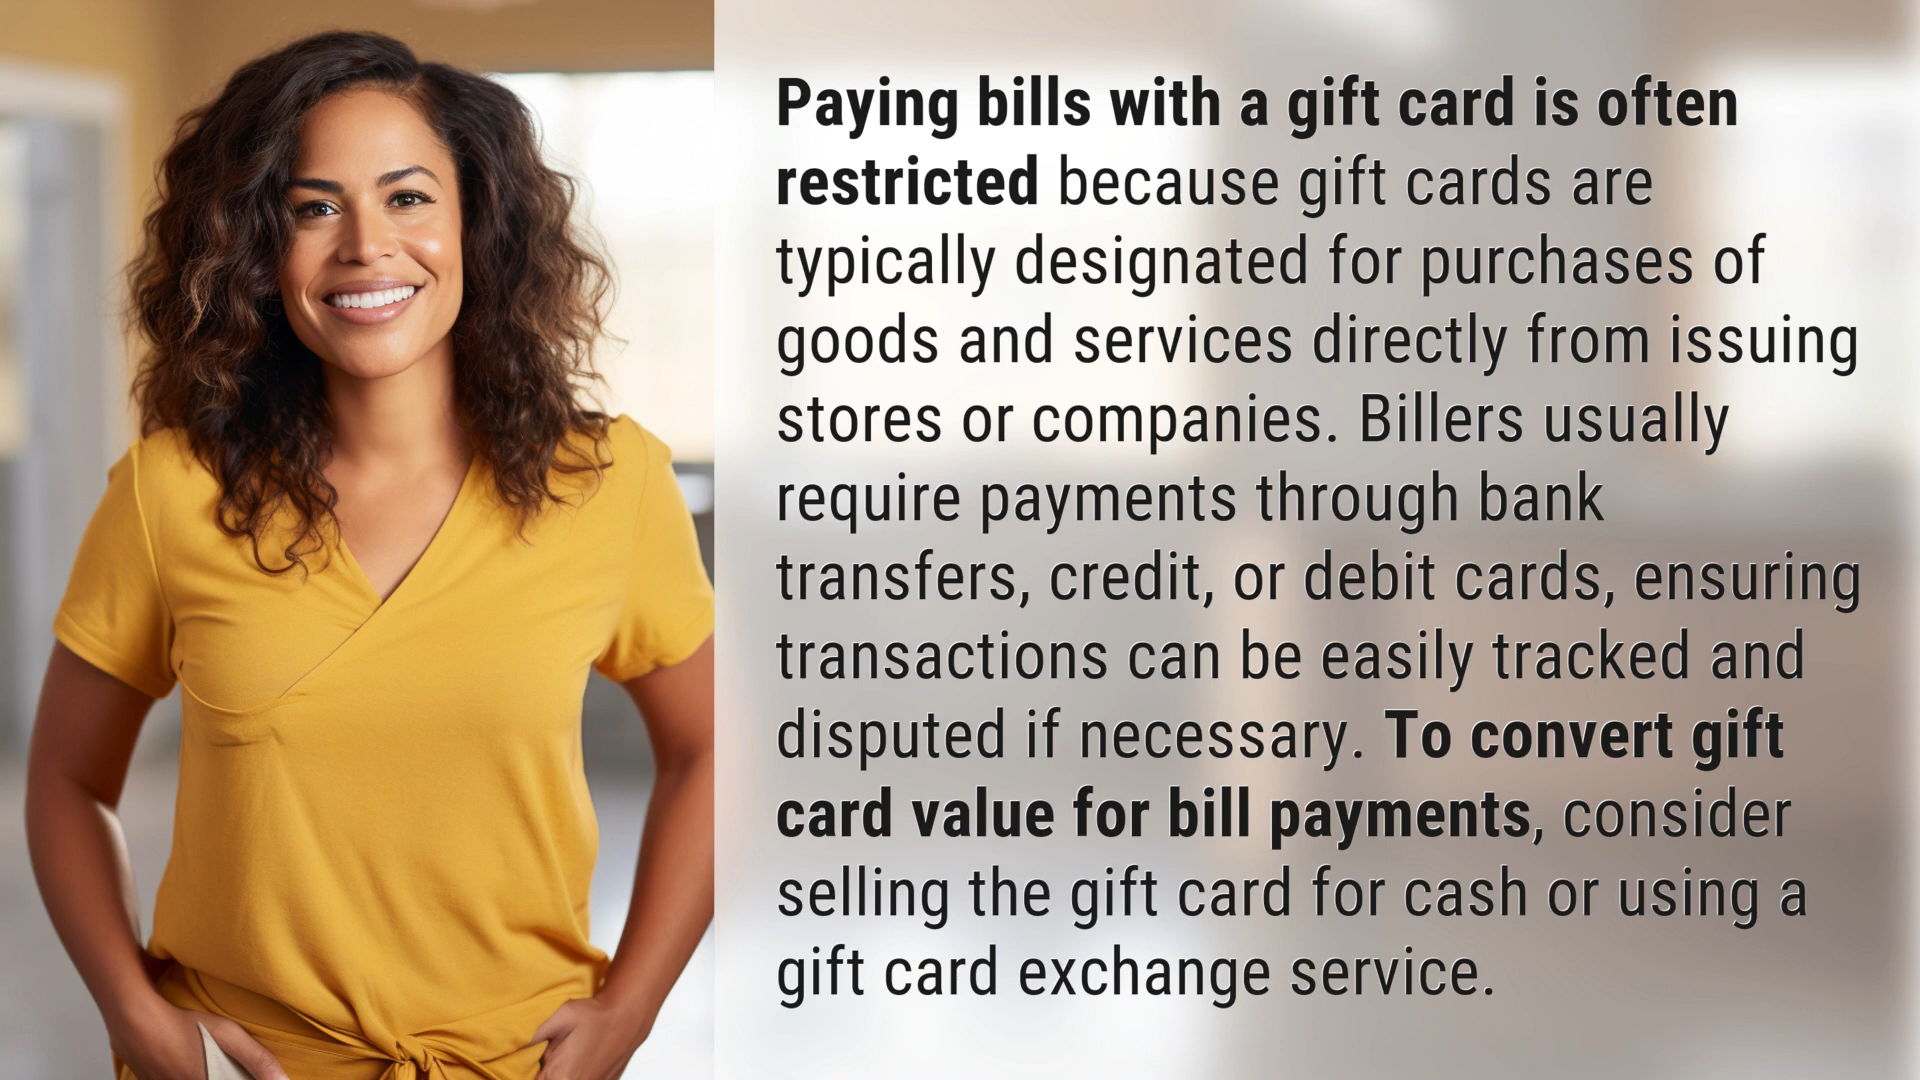 Paying bills with a gift card is often
restricted because gift cards are
typically designated for purchases of
goods and services directly from issuing
stores or companies. Billers usually
require payments through bank
transfers, credit, or debit cards, ensuring
transactions can be easily tracked and
disputed if necessary. To convert gift
card value for bill payments, consider
selling the gift card for cash or using a
gift card exchange service.